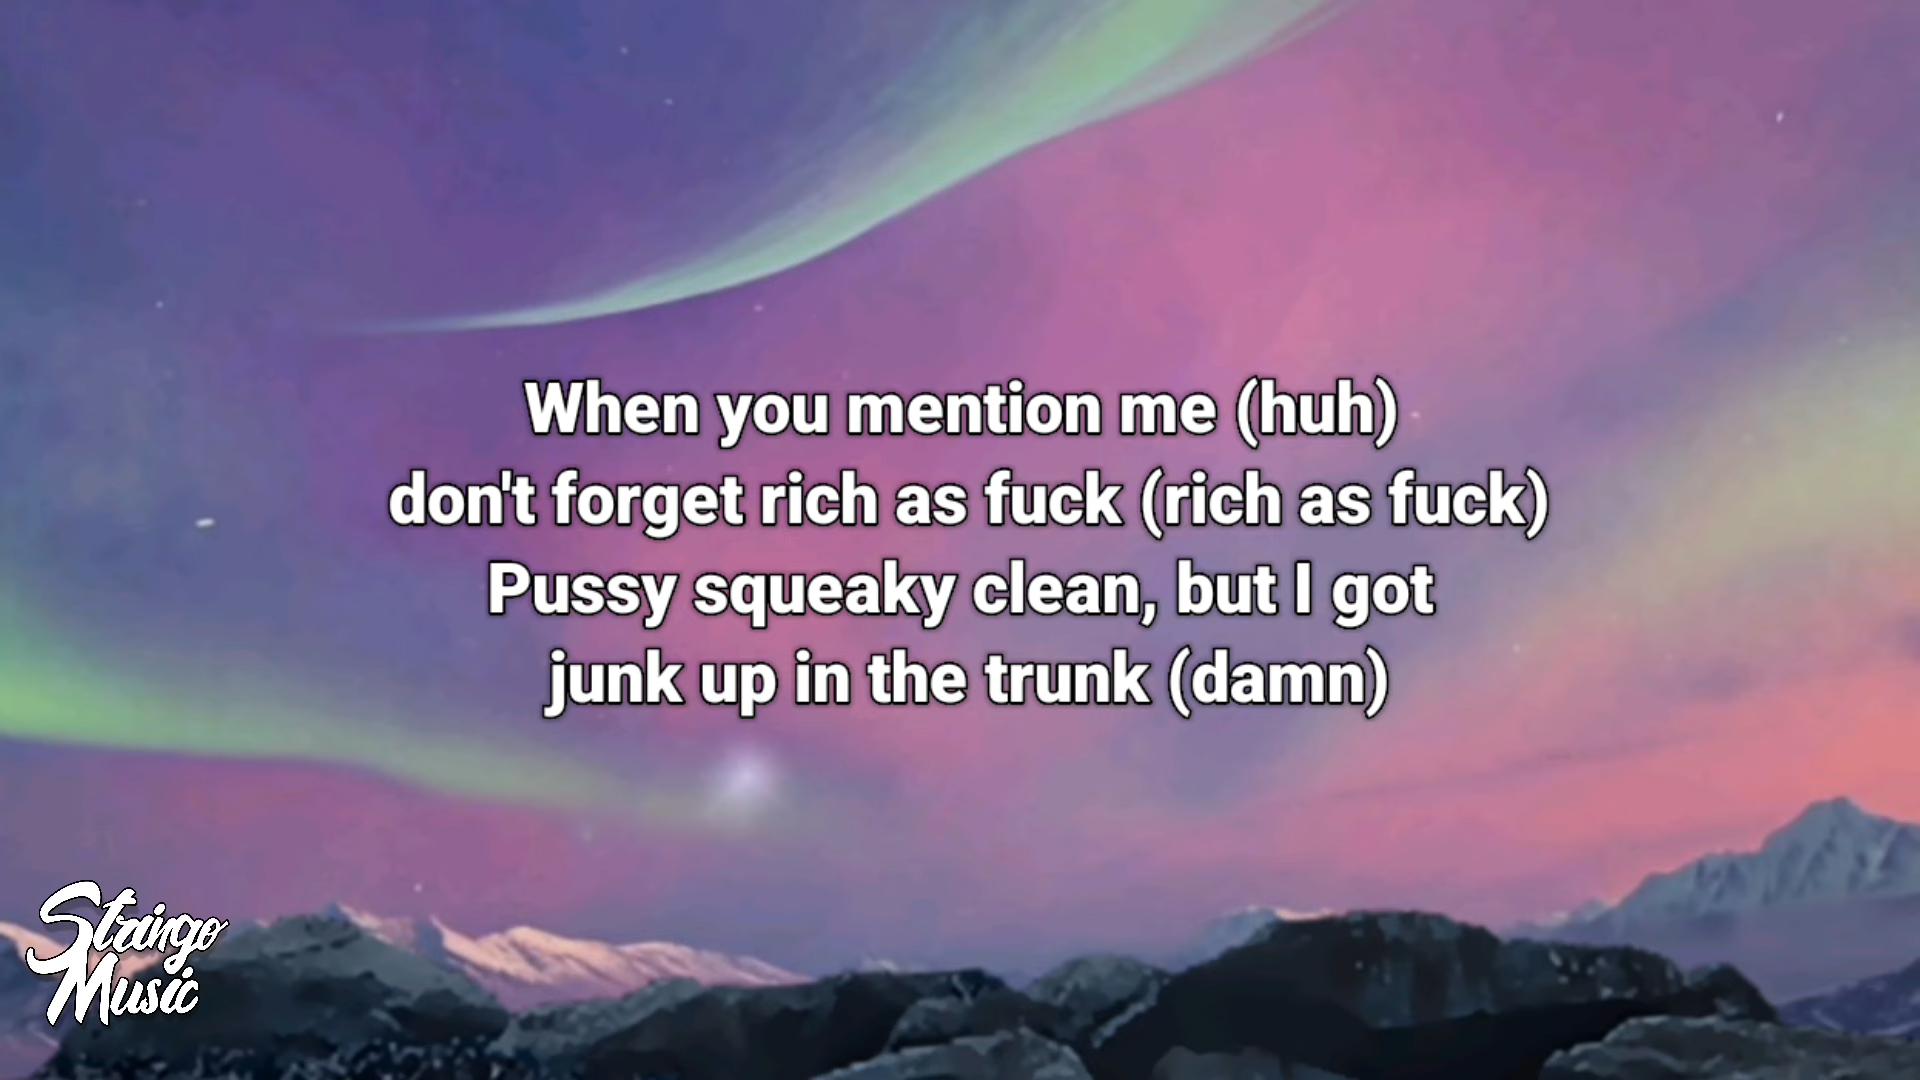 When you mention me (huh)
don't forget rich as fuck (rich as fuck)
Pussy squeaky clean, but I got
junk up in the trunk (damn)
Strango
Music